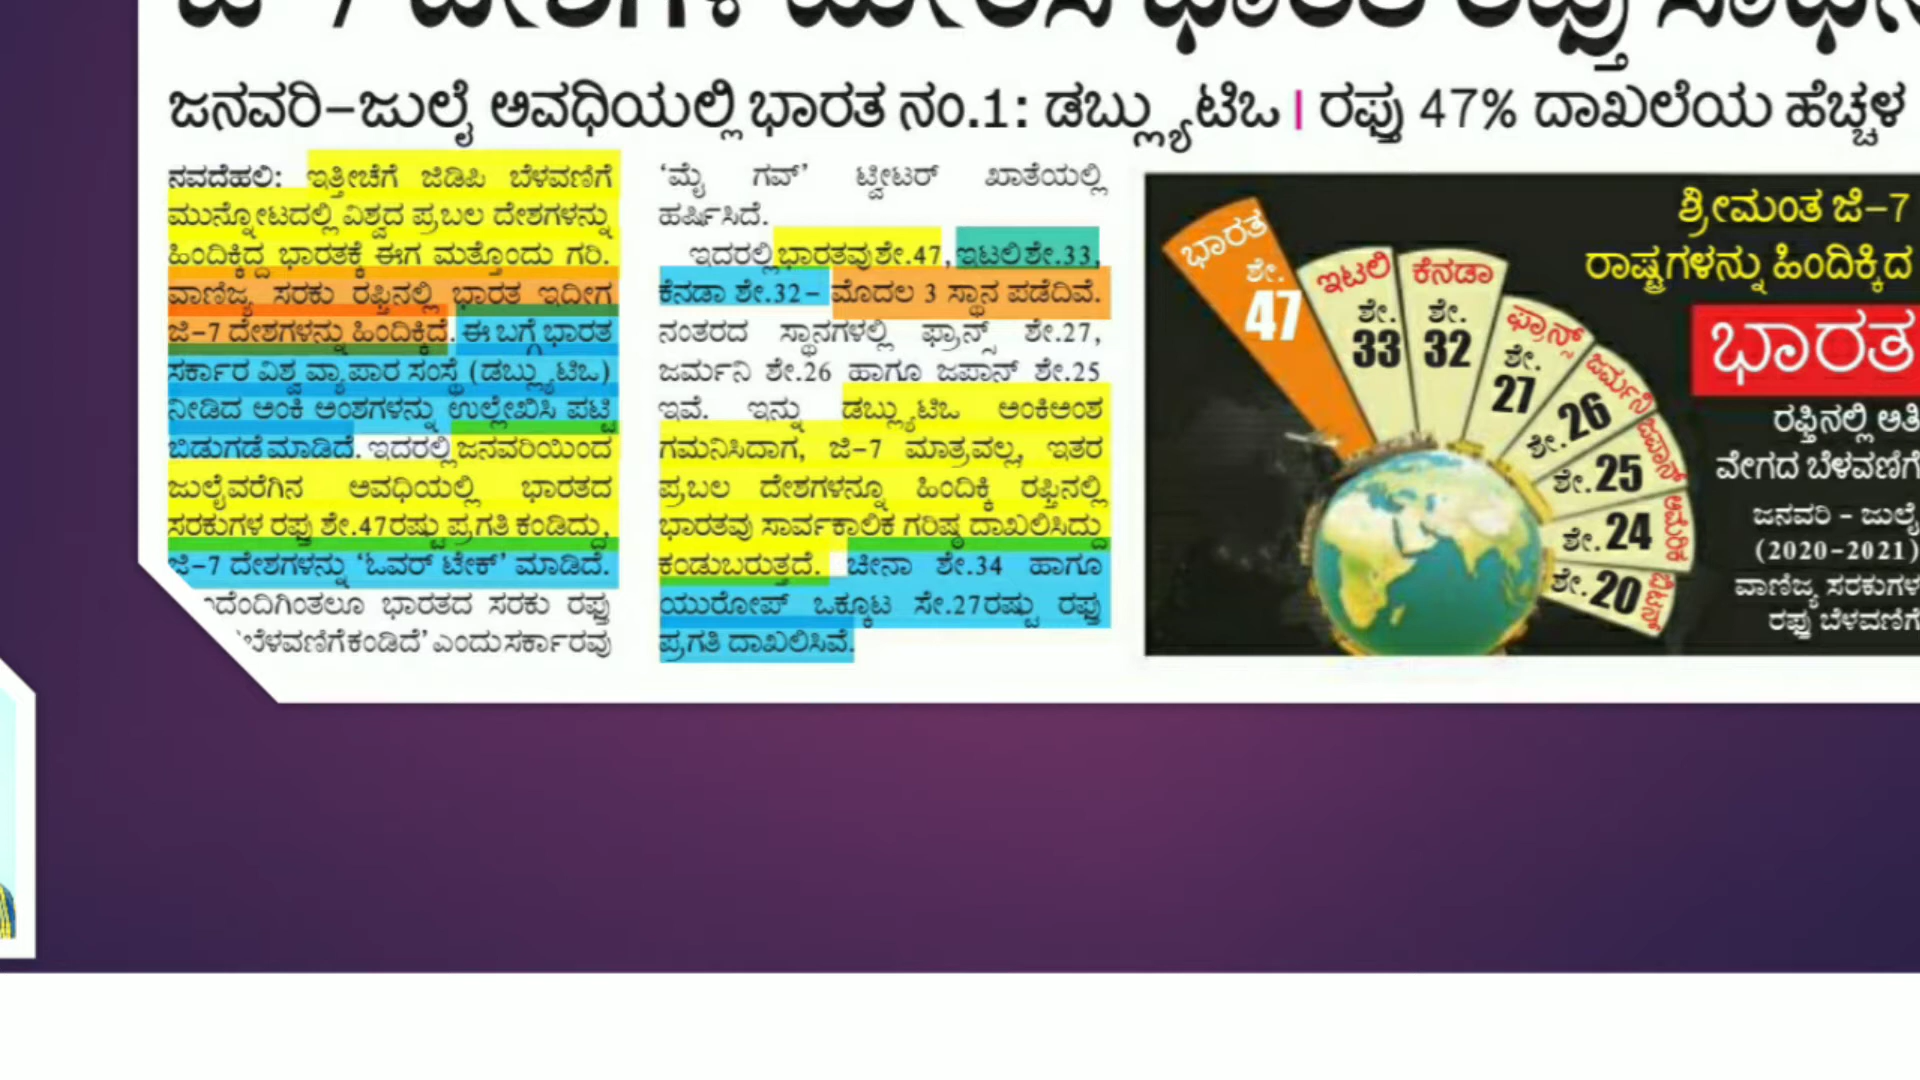 ಜನವರಿ-ಜುಲೈ ಅವಧಿಯಲ್ಲಿ ಭಾರತ ನಂ.1: ಡಬ್ಲ್ಯುಟಿಒ | ರಫ್ತು 47% ದಾಖಲೆಯ ಹೆಚ್ಚಳ
ನವದೆಹಲಿ: ಇತ್ತೀಚೆಗೆ ಜಿಡಿಪಿ ಬೆಳವಣಿಗೆ
ಮುನ್ನೋಟದಲ್ಲಿ ವಿಶ್ವದ ಪ್ರಬಲ ದೇಶಗಳನ್ನು
ಹಿಂದಿಕ್ಕಿದ್ದ ಭಾರತಕ್ಕೆ ಈಗ ಮತ್ತೊಂದು ಗರಿ.
ವಾಣಿಜ್ಯ ಸರಕು ರಫ್ತಿನಲ್ಲಿ ಭಾರತ ಇದೀಗ
ಜಿ-7 ದೇಶಗಳನ್ನು ಹಿಂದಿಕ್ಕಿದೆ. ಈ ಬಗ್ಗೆ ಭಾರತ
ಸರ್ಕಾರ ವಿಶ್ವ ವ್ಯಾಪಾರ ಸಂಸ್ಥೆ (ಡಬ್ಲ್ಯುಟಿಒ)
ನೀಡಿದ ಅಂಕಿ ಅಂಶಗಳನ್ನು ಉಲ್ಲೇಖಿಸಿ ಪಟ್ಟಿ
ಬಿಡುಗಡೆ ಮಾಡಿದೆ. ಇದರಲ್ಲಿ ಜನವರಿಯಿಂದ
ಜುಲೈವರೆಗಿನ ಅವಧಿಯಲ್ಲಿ ಭಾರತದ
ಸರಕುಗಳ ರಫ್ತು ಶೇ.47ರಷ್ಟು ಪ್ರಗತಿ ಕಂಡಿದ್ದು,
ಜಿ-7 ದೇಶಗಳನ್ನು 'ಓವರ್ ಟೇಕ್' ಮಾಡಿದೆ.
ಭಾರತದ ಸರಕು ರಫ್ತು
ಬೆಳವಣಿಗೆ ಕಂಡಿದೆ' ಎಂದು ಸರ್ಕಾರವು
'ಮೈ ಗವ್' ಟ್ವೀಟರ್ ಖಾತೆಯಲ್ಲಿ
ಹರ್ಷಿಸಿದೆ.
ಇದರಲ್ಲಿ ಭಾರತವು ಶೇ.47, ಇಟಲಿ ಶೇ.33,
ಕೆನಡಾ ಶೇ.32- ಮೊದಲ 3 ಸ್ಥಾನ ಪಡೆದಿವೆ.
ನಂತರದ ಸ್ಥಾನಗಳಲ್ಲಿ ಫ್ರಾನ್ಸ್ ಶೇ.27,
ಜರ್ಮನಿ ಶೇ.26 ಹಾಗೂ ಜಪಾನ್ ಶೇ.25
ಇವೆ. ಇನ್ನು ಡಬ್ಲ್ಯುಟಿಒ ಅಂಕಿಅಂಶ
ಗಮನಿಸಿದಾಗ, ಜಿ-7 ಮಾತ್ರವಲ್ಲ, ಇತರ
ಪ್ರಬಲ ದೇಶಗಳನ್ನೂ ಹಿಂದಿಕ್ಕಿ ರಫ್ತಿನಲ್ಲಿ
ಭಾರತವು ಸಾರ್ವಕಾಲಿಕ ಗರಿಷ್ಠ ದಾಖಲಿಸಿದ್ದು
ಕಂಡುಬರುತ್ತದೆ. ಚೀನಾ ಶೇ.34 ಹಾಗೂ
ಯುರೋಪ್ ಒಕ್ಕೂಟ ಸೇ.27ರಷ್ಟು ರಫ್ತು
ಪ್ರಗತಿ ದಾಖಲಿಸಿವೆ.
ಶ್ರೀಮಂತ ಜಿ-7
ರಾಷ್ಟ್ರಗಳನ್ನು ಹಿಂದಿಕ್ಕಿದ
ಭಾರತ
ರಫ್ತಿನಲ್ಲಿ ಅತಿ
ವೇಗದ ಬೆಳವಣಿಗೆ
ಜನವರಿ - ಜುಲೈ
(2020-2021)
ವಾಣಿಜ್ಯ ಸರಕುಗಳ
ರಫ್ತು ಬೆಳವಣಿಗೆ
ಭಾರತ ಶೇ. 47
ಇಟಲಿ ಶೇ. 33
ಕೆನಡಾ ಶೇ. 32
ಫ್ರಾನ್ಸ್ ಶೇ. 27
ಜರ್ಮನಿ ಶೇ. 26
ಜಪಾನ್ ಶೇ. 25
ಅಮೆರಿಕ ಶೇ. 24
ಬ್ರಿಟನ್ ಶೇ. 20